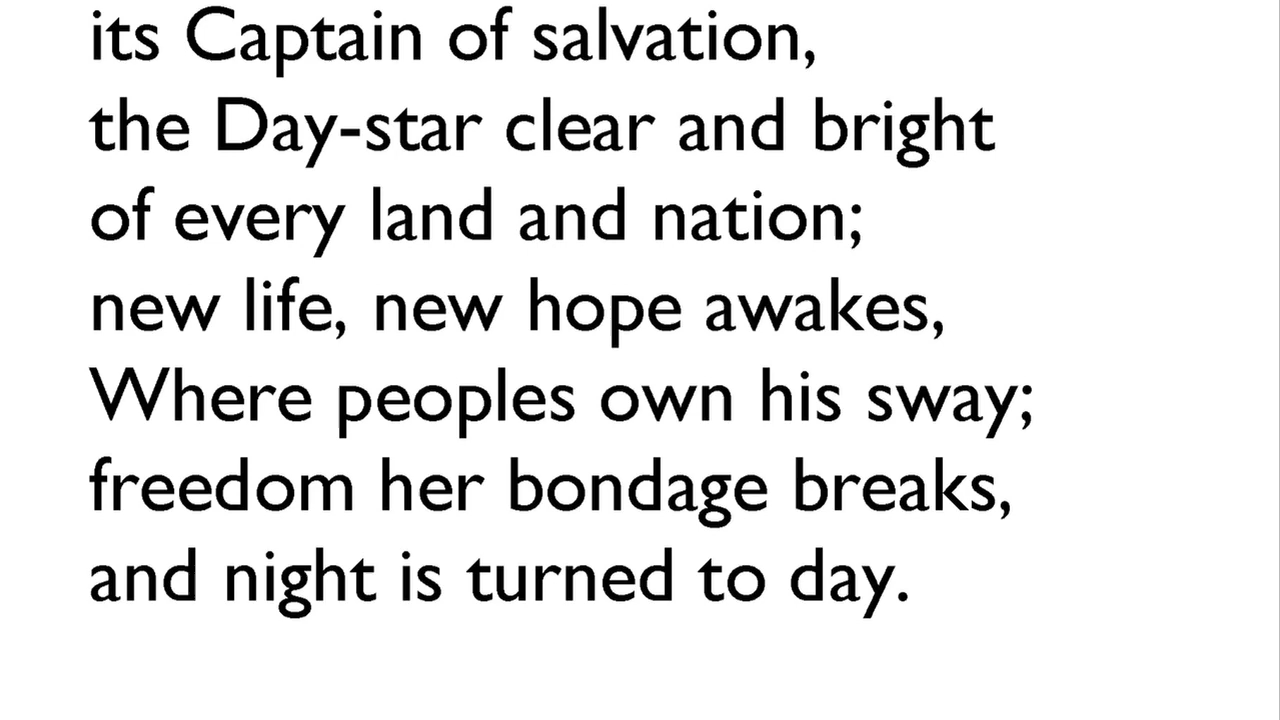 its Captain of salvation,
the Day-star clear and bright
of every land and nation;
new life, new hope awakes,
Where peoples own his sway;
freedom her bondage breaks,
and night is turned to day.